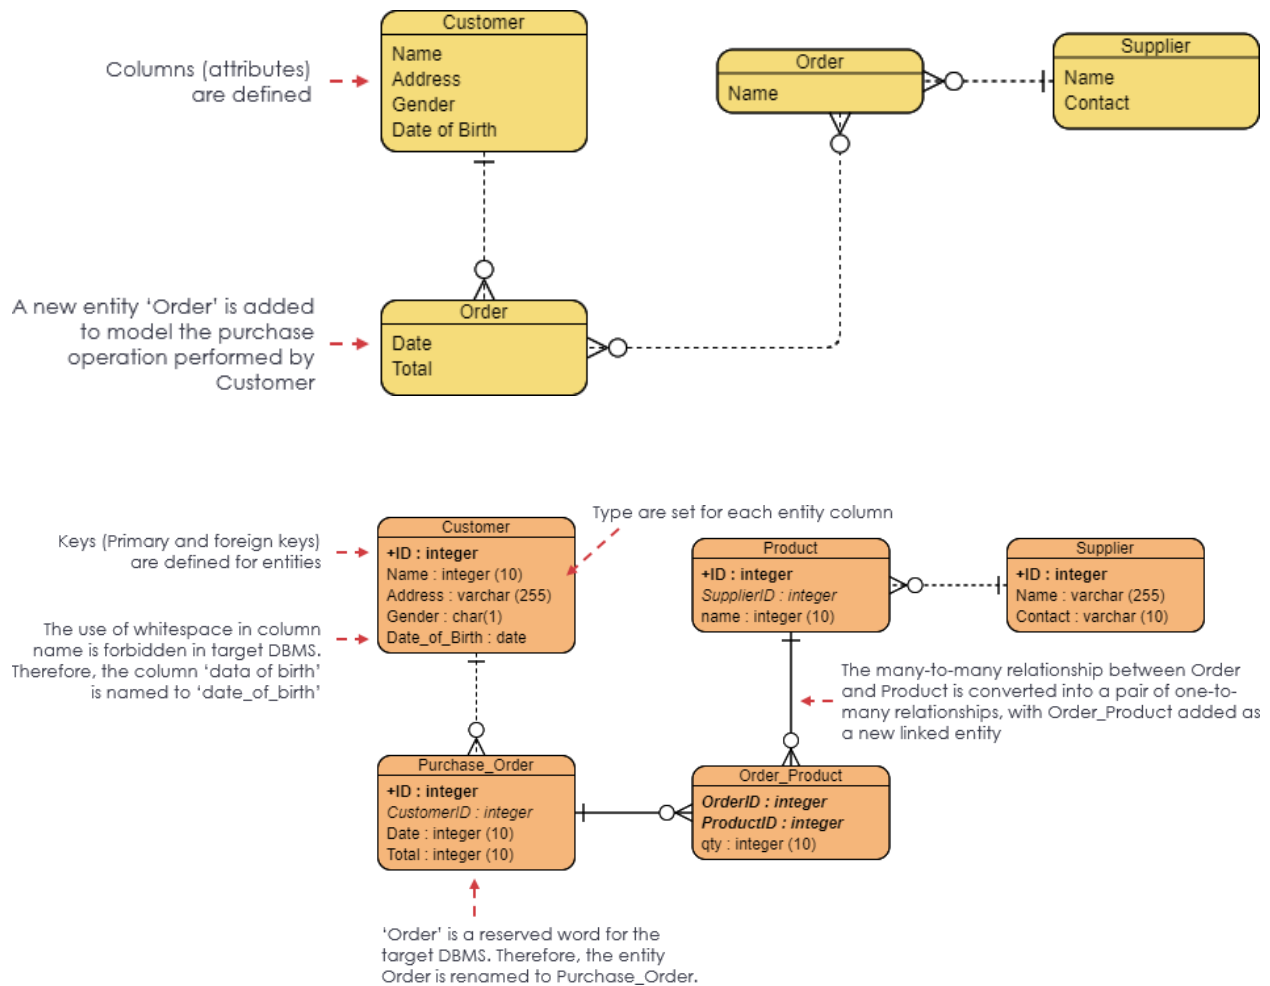 Customer
Name
Address
Gender
Date of Birth
Columns (attributes)
are defined
Order
Name
Supplier
Name
Contact
A new entity ‘Order’ is added
to model the purchase
operation performed by
Customer
Order
Date
Total
Type are set for each entity column
Keys (Primary and foreign keys)
are defined for entities
The use of whitespace in column
name is forbidden in target DBMS.
Therefore, the column ‘data of birth’
is named to ‘date_of_birth’
Customer
+ID : integer
Name : integer (10)
Address : varchar (255)
Gender : char(1)
Date_of_Birth : date
Product
+ID : integer
SupplierID : integer
name : integer (10)
Supplier
+ID : integer
Name : varchar (255)
Contact : varchar (10)
The many-to-many relationship between Order
and Product is converted into a pair of one-to-
many relationships, with Order_Product added as
a new linked entity
Purchase_Order
+ID : integer
CustomerID : integer
Date : integer (10)
Total : integer (10)
Order_Product
OrderID : integer
ProductID : integer
qty : integer (10)
‘Order’ is a reserved word for the
target DBMS. Therefore, the entity
Order is renamed to Purchase_Order.